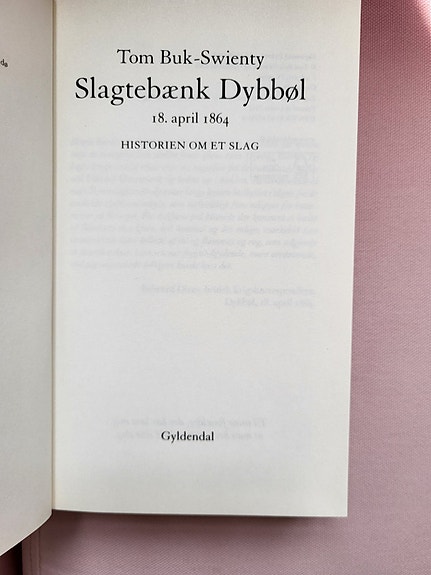 Tom Buk-Swienty
Slagtebænk Dybbøl
18. april 1864
HISTORIEN OM ET SLAG
Gyldendal